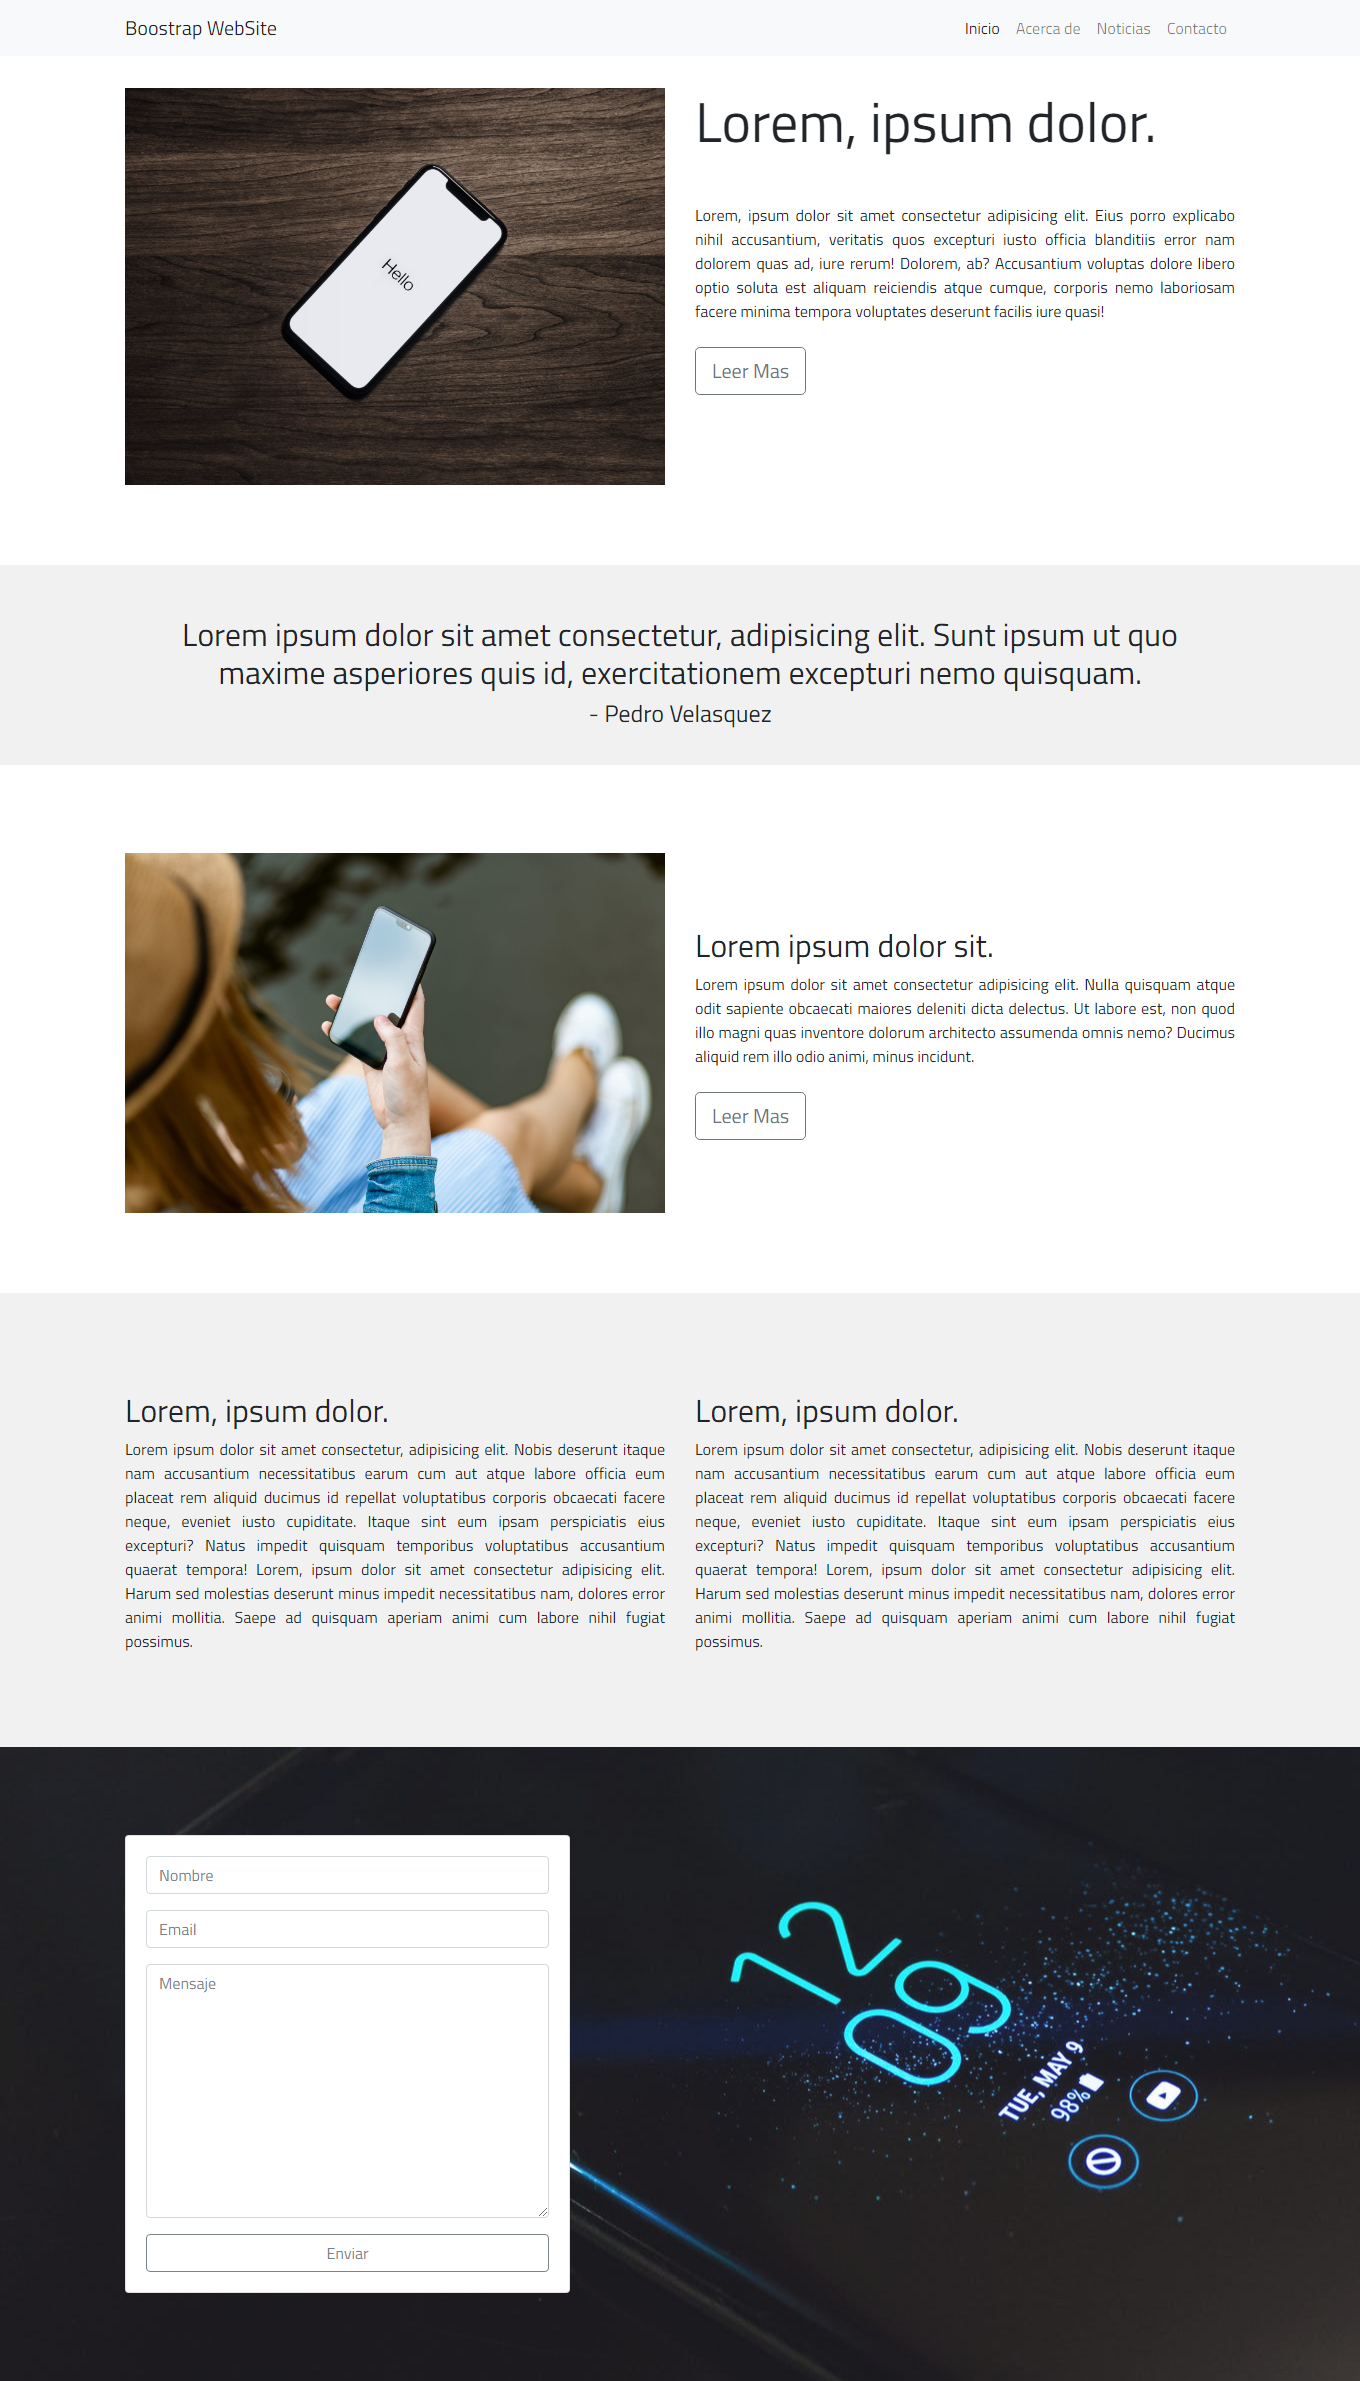 Boostrap WebSite
Inicio Acerca de Noticias Contacto
Hello
Lorem, ipsum dolor.
Lorem, ipsum dolor sit amet consectetur adipisicing elit. Eius porro explicabo
nihil accusantium, veritatis quos excepturi iusto officia blanditiis error nam
dolorem quas ad, iure rerum! Dolorem, ab? Accusantium voluptas dolore libero
optio soluta est aliquam reiciendis atque cumque, corporis nemo laboriosam
facere minima tempora voluptates deserunt facilis iure quasi!
Leer Mas
Lorem ipsum dolor sit amet consectetur, adipisicing elit. Sunt ipsum ut quo
maxime asperiores quis id, exercitationem excepturi nemo quisquam.
- Pedro Velasquez
Lorem ipsum dolor sit.
Lorem ipsum dolor sit amet consectetur adipisicing elit. Nulla quisquam atque
odit sapiente obcaecati maiores deleniti dicta delectus. Ut labore est, non quod
illo magni quas inventore dolorum architecto assumenda omnis nemo? Ducimus
aliquid rem illo odio animi, minus incidunt.
Leer Mas
Lorem, ipsum dolor.
Lorem ipsum dolor sit amet consectetur, adipisicing elit. Nobis deserunt itaque
nam accusantium necessitatibus earum cum aut atque labore officia eum
placeat rem aliquid ducimus id repellat voluptatibus corporis obcaecati facere
neque, eveniet iusto cupiditate. Itaque sint eum ipsam perspiciatis eius
excepturi? Natus impedit quisquam temporibus voluptatibus accusantium
quaerat tempora! Lorem, ipsum dolor sit amet consectetur adipisicing elit.
Harum sed molestias deserunt minus impedit necessitatibus nam, dolores error
animi mollitia. Saepe ad quisquam aperiam animi cum labore nihil fugiat
possimus.
Lorem, ipsum dolor.
Lorem ipsum dolor sit amet consectetur, adipisicing elit. Nobis deserunt itaque
nam accusantium necessitatibus earum cum aut atque labore officia eum
placeat rem aliquid ducimus id repellat voluptatibus corporis obcaecati facere
neque, eveniet iusto cupiditate. Itaque sint eum ipsam perspiciatis eius
excepturi? Natus impedit quisquam temporibus voluptatibus accusantium
quaerat tempora! Lorem, ipsum dolor sit amet consectetur adipisicing elit.
Harum sed molestias deserunt minus impedit necessitatibus nam, dolores error
animi mollitia. Saepe ad quisquam aperiam animi cum labore nihil fugiat
possimus.
Nombre
Email
Mensaje
Enviar
12
09
TUE, MAY 9
98%